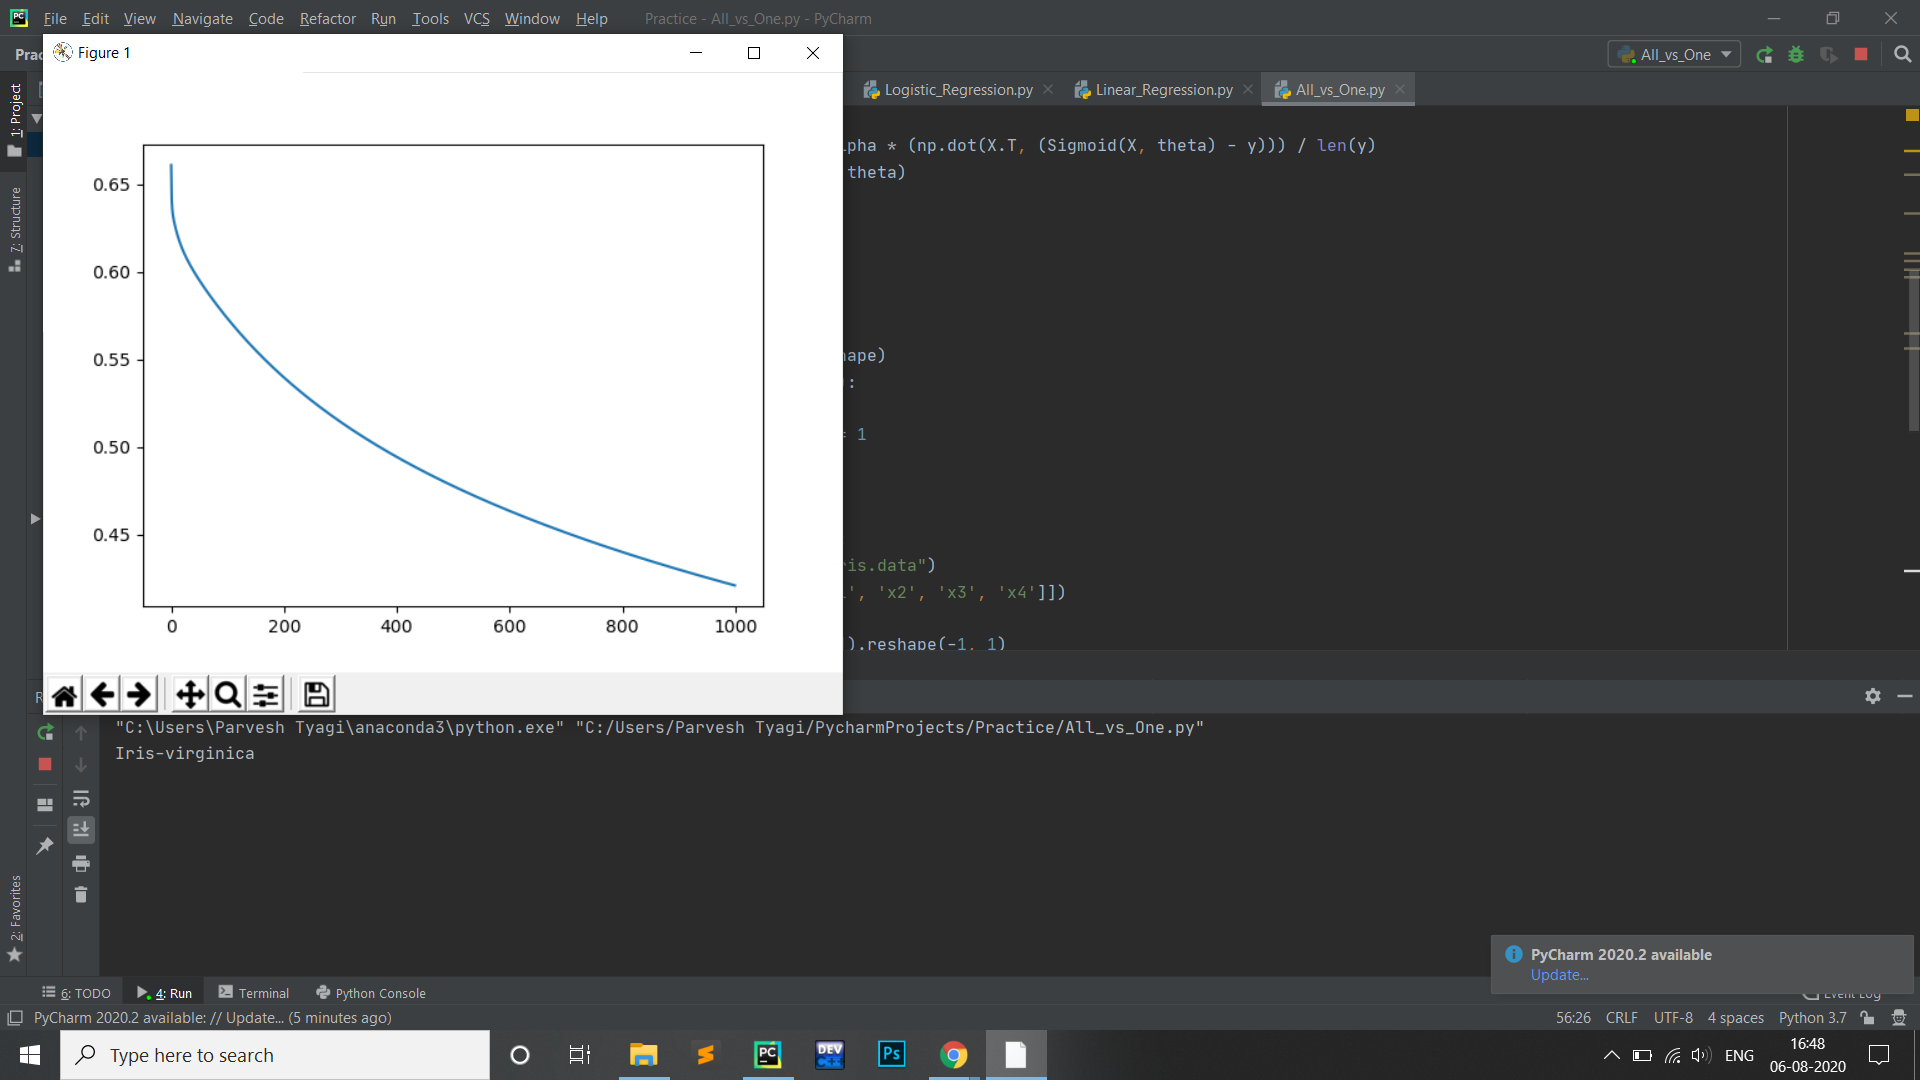 File Edit View Navigate Code Refactor Run Tools VCS Window Help Practice - All_vs_One.py - PyCharm
Figure 1
All_vs_One
Logistic_Regression.py Linear_Regression.py All_vs_One.py
1: Project
7: Structure
2: Favorites
0.65
0.60
0.55
0.50
0.45
0 200 400 600 800 1000
pha * (np.dot(X.T, (Sigmoid(X, theta) - y))) / len(y)
theta)
ape)
):
= 1
ris.data")
', 'x2', 'x3', 'x4']])
).reshape(-1, 1)
"C:\Users\Parvesh Tyagi\anaconda3\python.exe" "C:/Users/Parvesh Tyagi/PycharmProjects/Practice/All_vs_One.py"
Iris-virginica
PyCharm 2020.2 available
Update...
6: TODO 4: Run Terminal Python Console Event Log
PyCharm 2020.2 available: // Update... (5 minutes ago) 56:26 CRLF UTF-8 4 spaces Python 3.7
Type here to search
PC
DEV
C++
Ps
ENG
16:48
06-08-2020